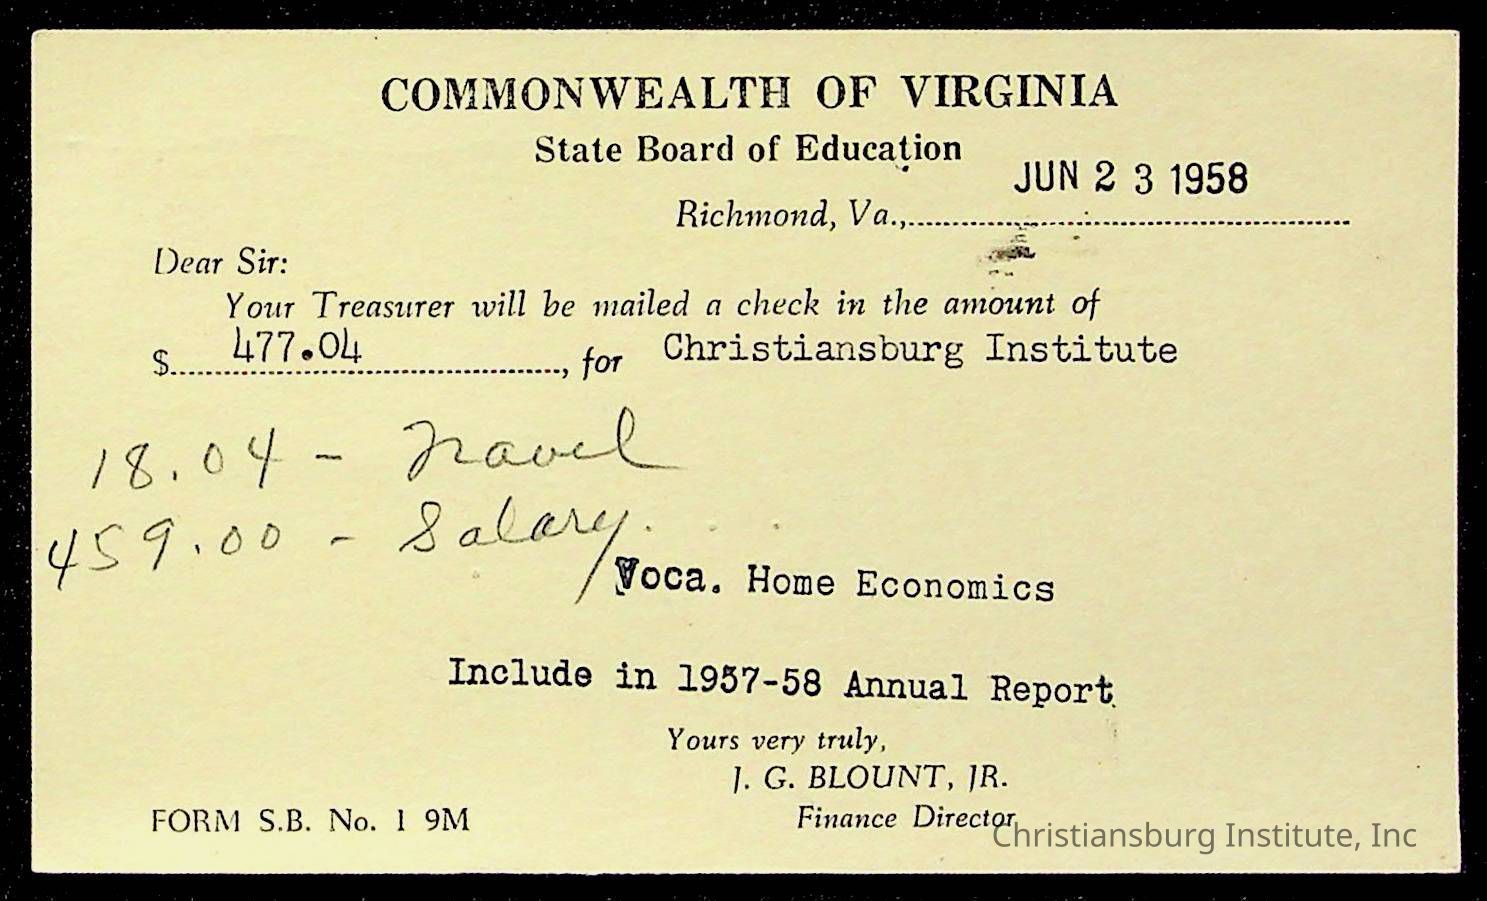 COMMONWEALTH OF VIRGINIA
State Board of Education
JUN 23 1958
Richmond, Va.,
Dear Sir:
Your Treasurer will be mailed a check in the amount of
$ 477.04, for Christiansburg Institute
18.04 - Travel
459.00 - Salary
Voca. Home Economics
Include in 1957-58 Annual Report
Yours very truly,
J. G. BLOUNT, JR.
FORM S.B. No. 1 9M Finance Director
Christiansburg Institute, Inc